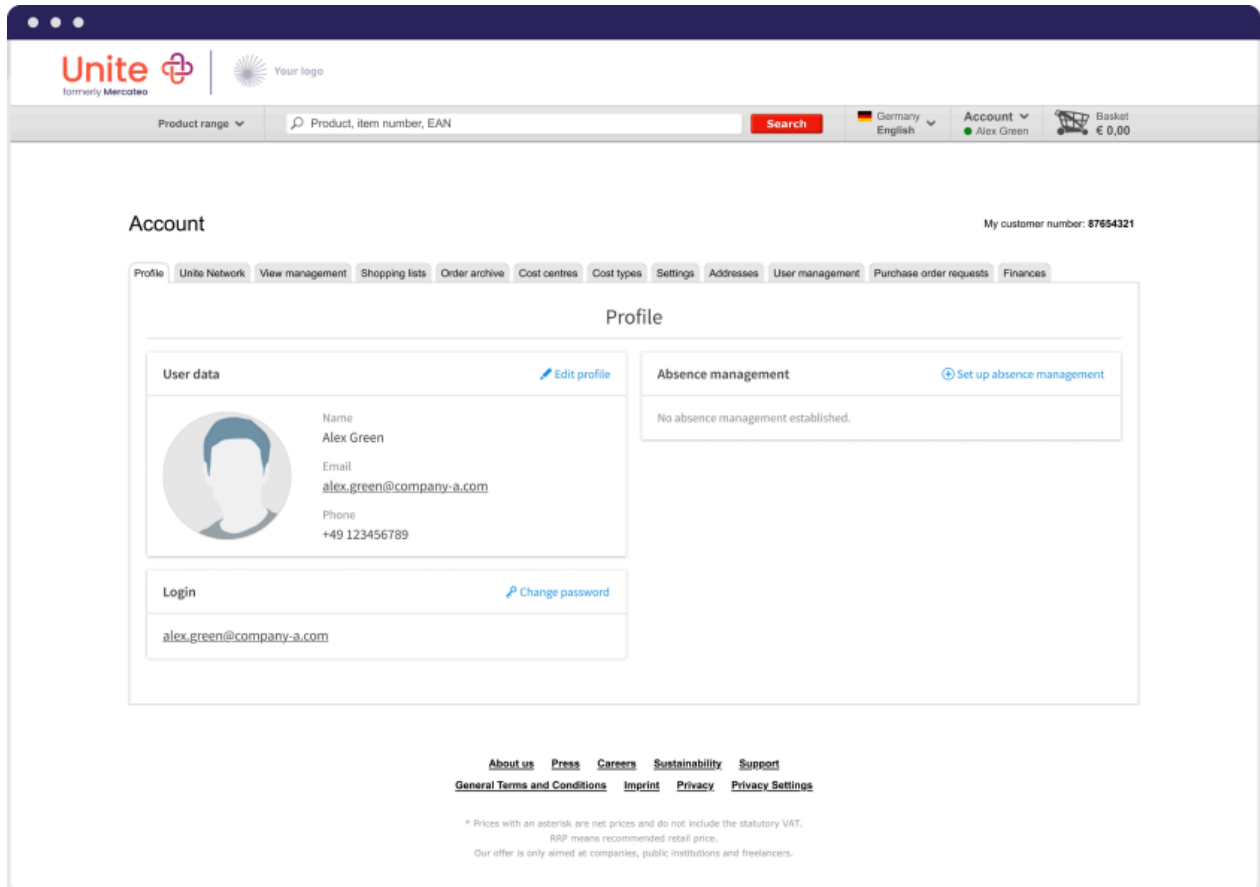 Unite
formerly Mercateo
Your logo
Product range
Product, item number, EAN
Search
Germany
English
Account
Alex Green
Basket
€ 0,00
Account
My customer number: 87654321
Profile Unite Network View management Shopping lists Order archive Cost centres Cost types Settings Addresses User management Purchase order requests Finances
Profile
User data
Edit profile
Name
Alex Green
Email
alex.green@company-a.com
Phone
+49 123456789
Absence management
Set up absence management
No absence management established.
Login
Change password
alex.green@company-a.com
About us Press Careers Sustainability Support
General Terms and Conditions Imprint Privacy Privacy Settings
* Prices with an asterisk are net prices and do not include the statutory VAT.
RRP means recommended retail price.
Our offer is only aimed at companies, public institutions and freelancers.